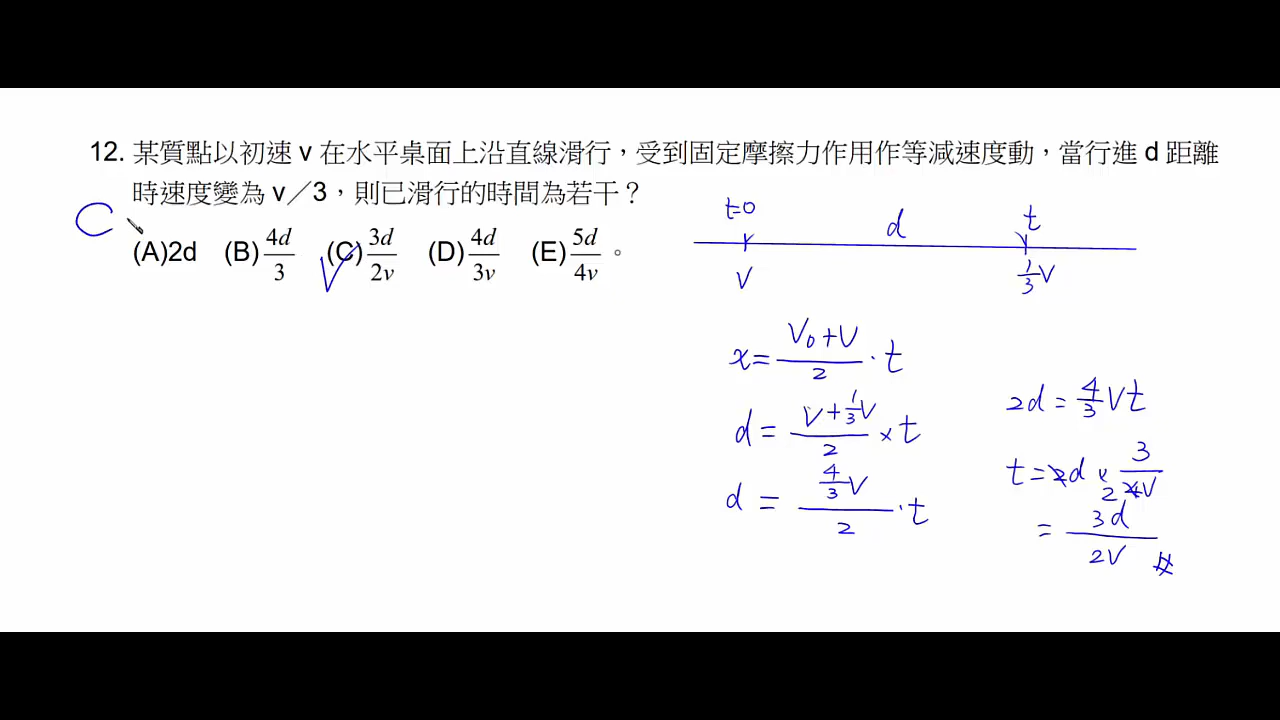 12. 某質點以初速 v 在水平桌面上沿直線滑行，受到固定摩擦力作用作等減速度動，當行進 d 距離
時速度變為 v／3，則已滑行的時間為若干？
C
(A)2d (B) 4d/3 (C) 3d/2v (D) 4d/3v (E) 5d/4v 。
V
t=0 d t
V 1/3 V
x = (V₀+V)/2 · t
d = (V+1/3 V)/2 × t
d = (4/3 V)/2 · t
2d = 4/3 Vt
t = 2d × 3/4V
2
= 3d/2V #